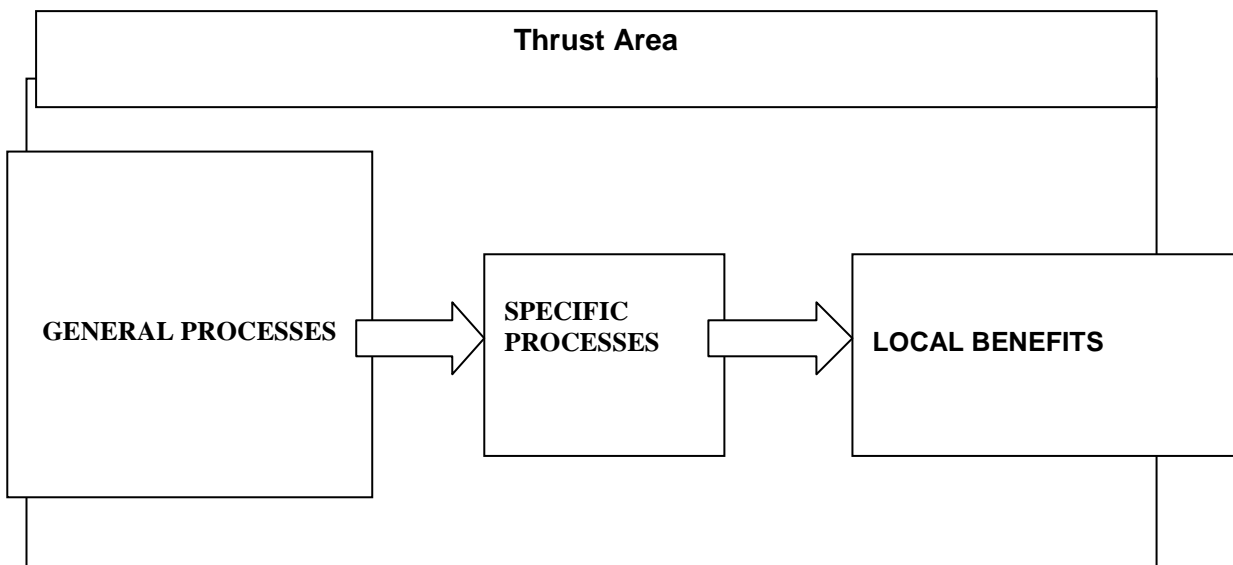 Thrust Area
GENERAL PROCESSES
SPECIFIC
PROCESSES
LOCAL BENEFITS